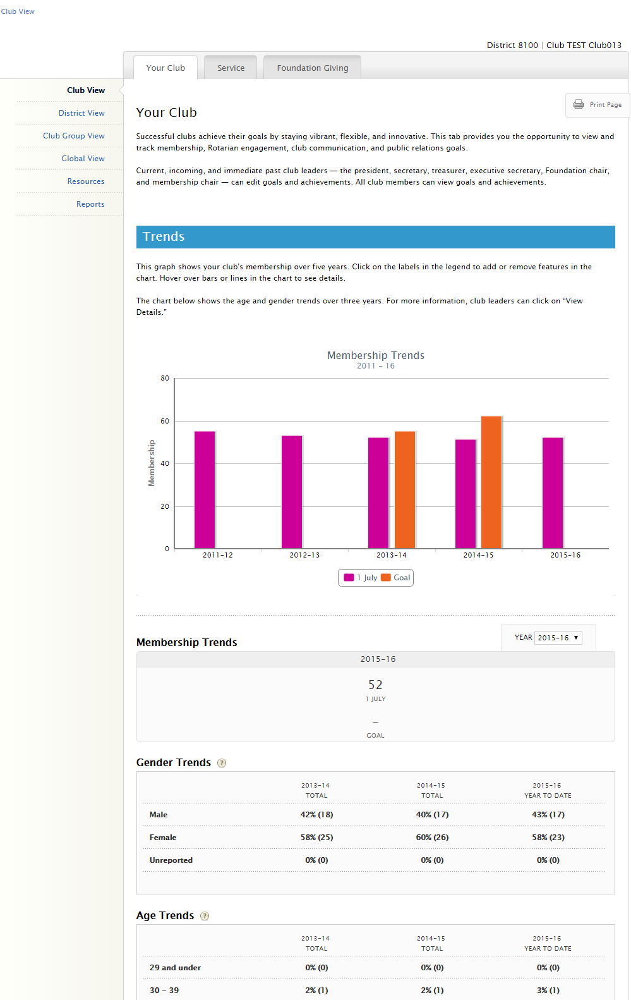 Club View
District 8100 | Club TEST Club013
Your Club
Service
Foundation Giving
Club View
District View
Club Group View
Global View
Resources
Reports
Print Page
Your Club
Successful clubs achieve their goals by staying vibrant, flexible, and innovative. This tab provides you the opportunity to view and
track membership, Rotarian engagement, club communication, and public relations goals.
Current, incoming, and immediate past club leaders — the president, secretary, treasurer, executive secretary, Foundation chair,
and membership chair — can edit goals and achievements. All club members can view goals and achievements.
Trends
This graph shows your club's membership over five years. Click on the labels in the legend to add or remove features in the
chart. Hover over bars or lines in the chart to see details.
The chart below shows the age and gender trends over three years. For more information, club leaders can click on “View
Details.”
Membership Trends
2011 - 16
Membership
80
60
40
20
0
2011-12 2012-13 2013-14 2014-15 2015-16
1 July Goal
Membership Trends
YEAR 2015-16
2015-16
52
1 JULY
–
GOAL
Gender Trends ?
2013-14 2014-15 2015-16
TOTAL TOTAL YEAR TO DATE
Male 42% (18) 40% (17) 43% (17)
Female 58% (25) 60% (26) 58% (23)
Unreported 0% (0) 0% (0) 0% (0)
Age Trends ?
2013-14 2014-15 2015-16
TOTAL TOTAL YEAR TO DATE
29 and under 0% (0) 0% (0) 0% (0)
30 - 39 2% (1) 2% (1) 3% (1)